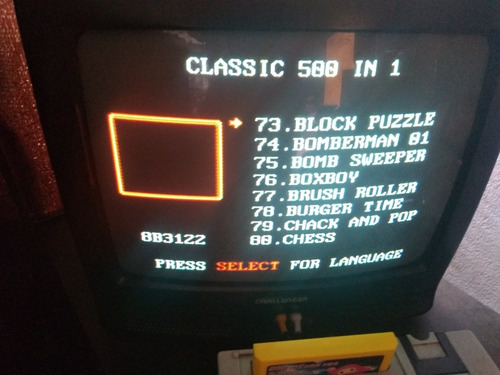 CLASSIC 500 IN 1
73.BLOCK PUZZLE
74.BOMBERMAN 01
75.BOMB SWEEPER
76.BOXBOY
77.BRUSH ROLLER
78.BURGER TIME
79.CHACK AND POP
80.CHESS
8B3122
PRESS SELECT FOR LANGUAGE
CHALLENGER